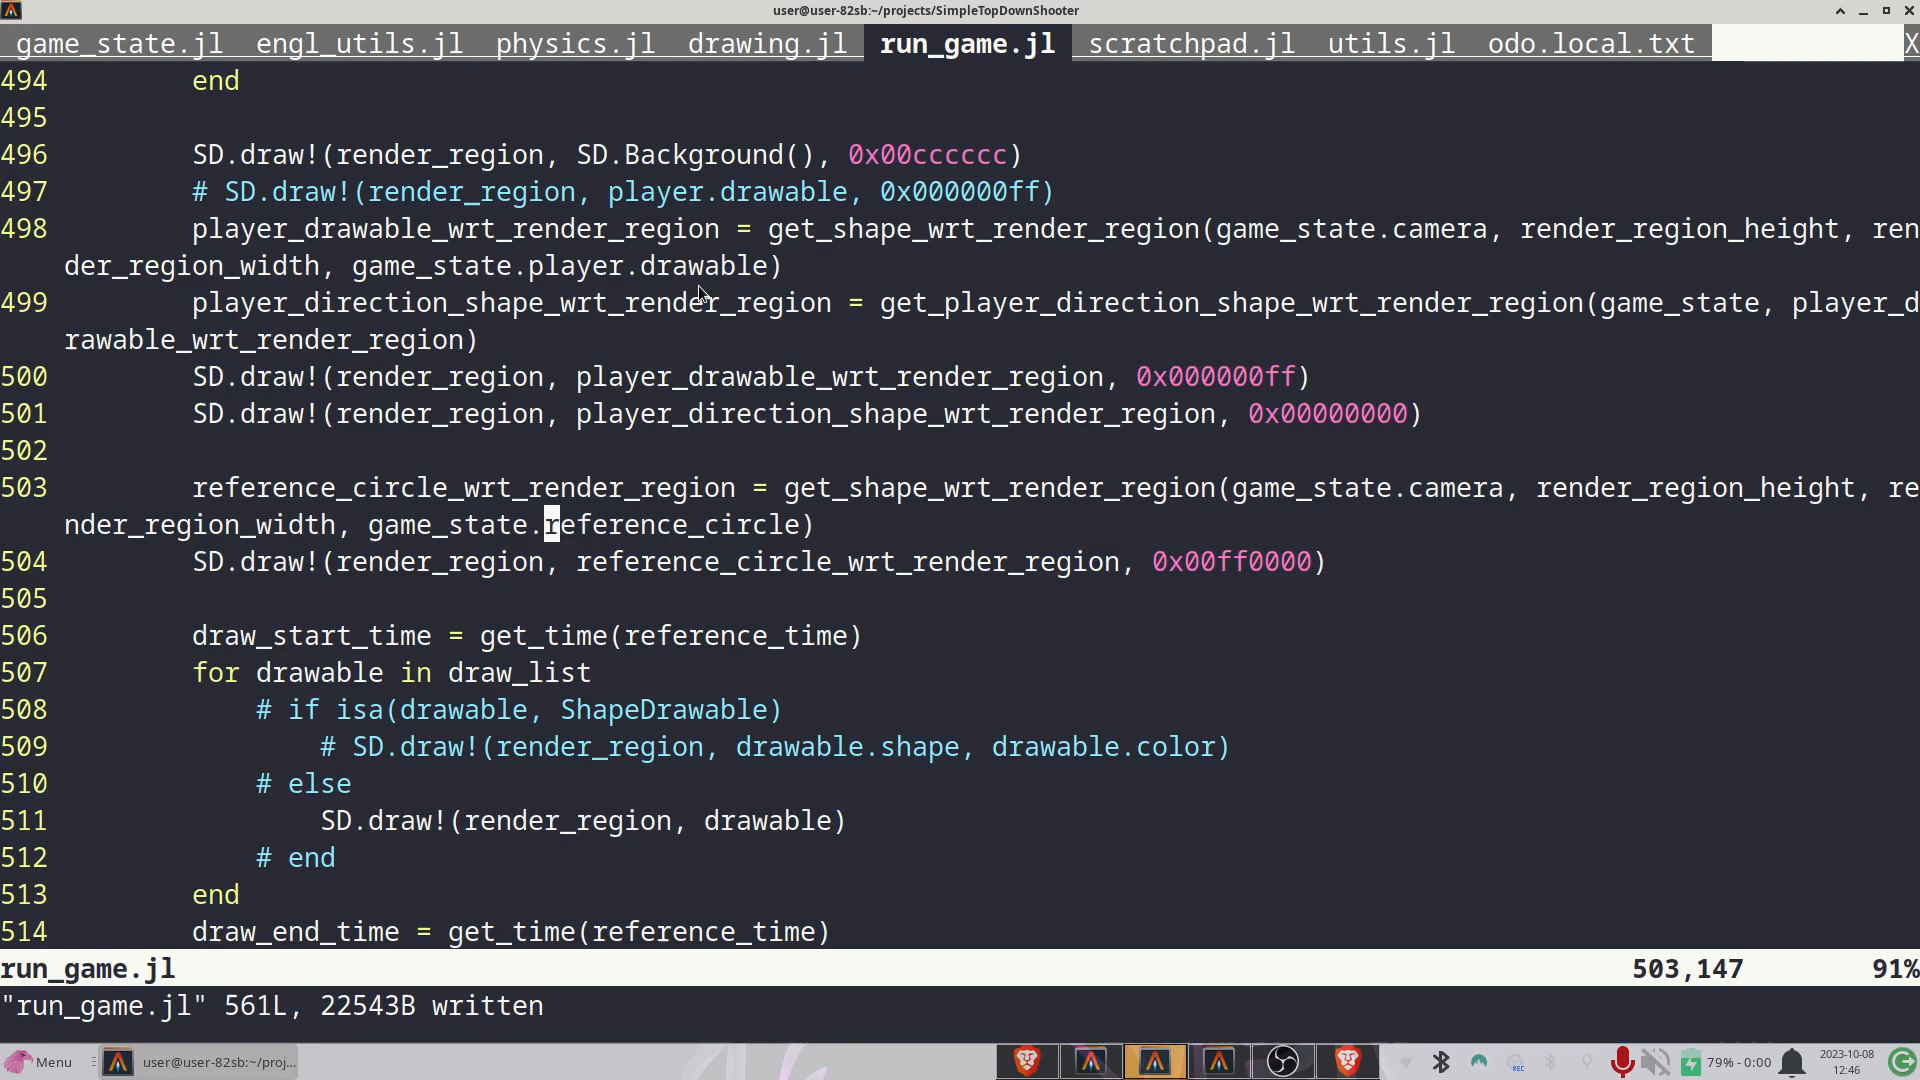 user@user-82sb:~/projects/SimpleTopDownShooter
game_state.jl engl_utils.jl physics.jl drawing.jl run_game.jl scratchpad.jl utils.jl odo.local.txt X
494         end
495
496         SD.draw!(render_region, SD.Background(), 0x00cccccc)
497         # SD.draw!(render_region, player.drawable, 0x000000ff)
498         player_drawable_wrt_render_region = get_shape_wrt_render_region(game_state.camera, render_region_height, ren
der_region_width, game_state.player.drawable)
499         player_direction_shape_wrt_render_region = get_player_direction_shape_wrt_render_region(game_state, player_d
rawable_wrt_render_region)
500         SD.draw!(render_region, player_drawable_wrt_render_region, 0x000000ff)
501         SD.draw!(render_region, player_direction_shape_wrt_render_region, 0x00000000)
502
503         reference_circle_wrt_render_region = get_shape_wrt_render_region(game_state.camera, render_region_height, re
nder_region_width, game_state.reference_circle)
504         SD.draw!(render_region, reference_circle_wrt_render_region, 0x00ff0000)
505
506         draw_start_time = get_time(reference_time)
507         for drawable in draw_list
508             # if isa(drawable, ShapeDrawable)
509                 # SD.draw!(render_region, drawable.shape, drawable.color)
510             # else
511                 SD.draw!(render_region, drawable)
512             # end
513         end
514         draw_end_time = get_time(reference_time)
run_game.jl 503,147 91%
"run_game.jl" 561L, 22543B written
Menu user@user-82sb:~/proj... REC 79% - 0:00 2023-10-08
12:46